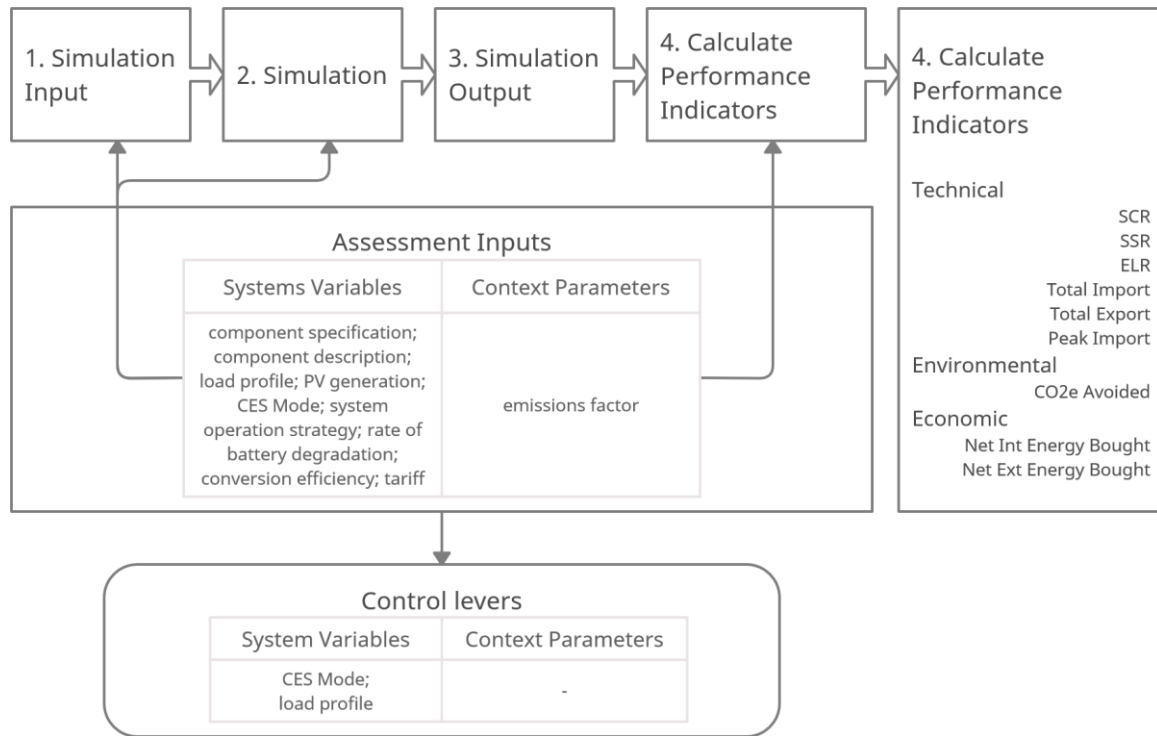 1. Simulation
Input
2. Simulation
3. Simulation
Output
4. Calculate
Performance
Indicators
4. Calculate
Performance
Indicators
Technical
SCR
SSR
ELR
Total Import
Total Export
Peak Import
Environmental
CO2e Avoided
Economic
Net Int Energy Bought
Net Ext Energy Bought
Assessment Inputs
Systems Variables
Context Parameters
component specification;
component description;
load profile; PV generation;
CES Mode; system
operation strategy; rate of
battery degradation;
conversion efficiency; tariff
emissions factor
Control levers
System Variables
Context Parameters
CES Mode;
load profile
-